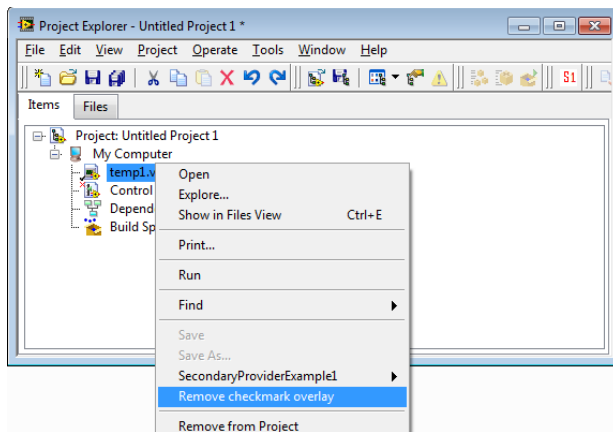 Project Explorer - Untitled Project 1 *
File Edit View Project Operate Tools Window Help
S1
Items Files
Project: Untitled Project 1
My Computer
temp1.v
Control
Depend
Build Sp
Open
Explore...
Show in Files View Ctrl+E
Print...
Run
Find
Save
Save As...
SecondaryProviderExample1
Remove checkmark overlay
Remove from Project